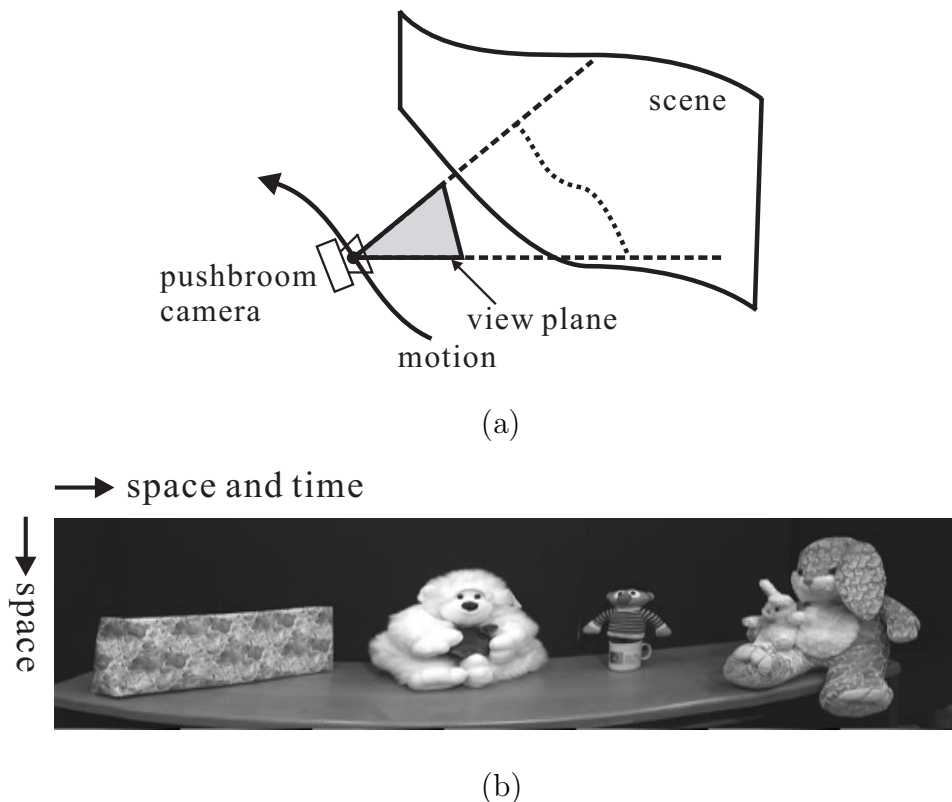 scene
pushbroom
camera
view plane
motion
(a)
space and time
space
(b)